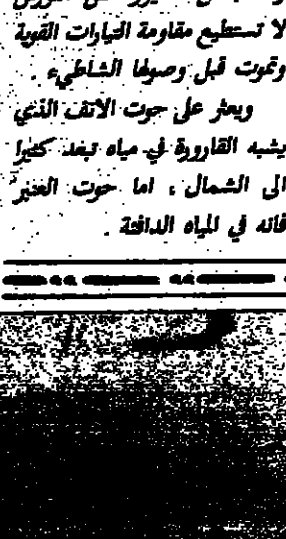 لا تستطيع مقاومة التيارات القوية
وتموت قبل وصولها الشاطيء .
ويعثر على حوت الانف الذي
يشبه القارورة في مياه تبعد كثيرا
الى الشمال ، اما حوت العنبر
فانه في المياه الدافئة .